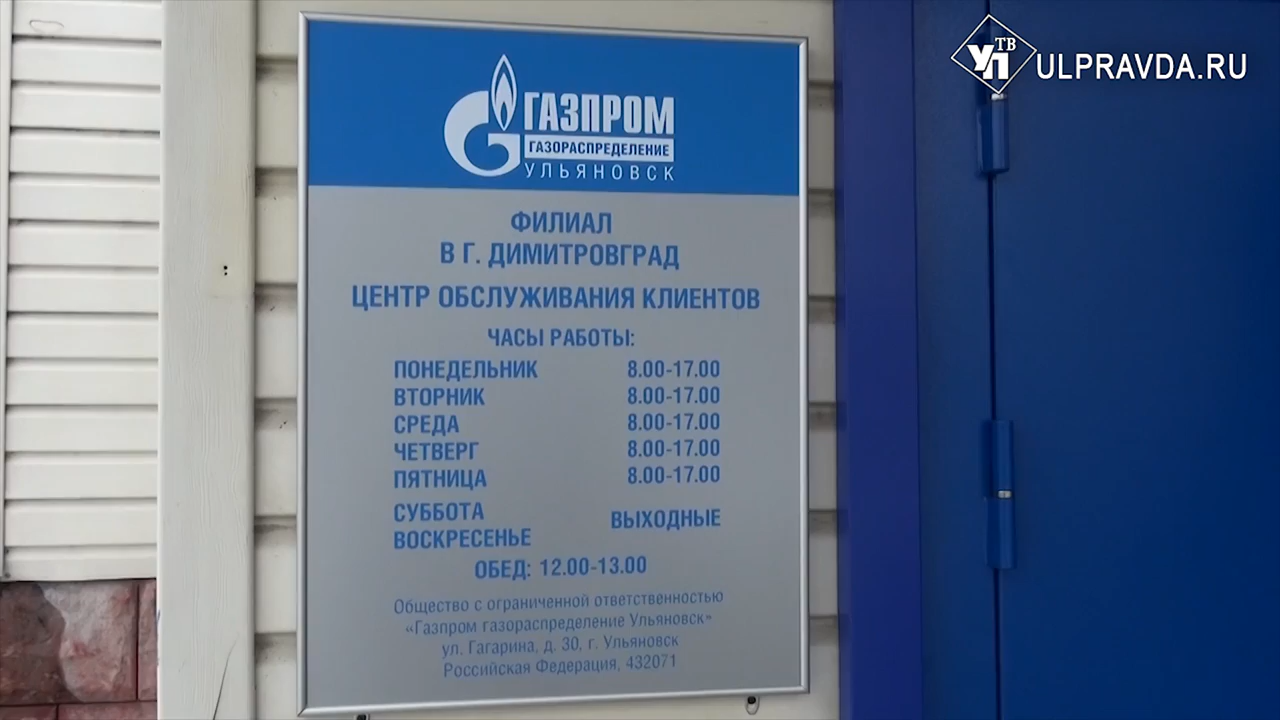 УП ТВ ULPRAVDA.RU
ГАЗПРОМ
ГАЗОРАСПРЕДЕЛЕНИЕ
УЛЬЯНОВСК
ФИЛИАЛ
В Г. ДИМИТРОВГРАД
ЦЕНТР ОБСЛУЖИВАНИЯ КЛИЕНТОВ
ЧАСЫ РАБОТЫ:
ПОНЕДЕЛЬНИК 8.00-17.00
ВТОРНИК 8.00-17.00
СРЕДА 8.00-17.00
ЧЕТВЕРГ 8.00-17.00
ПЯТНИЦА 8.00-17.00
СУББОТА
ВОСКРЕСЕНЬЕ ВЫХОДНЫЕ
ОБЕД: 12.00-13.00
Общество с ограниченной ответственностью
«Газпром газораспределение Ульяновск»
ул. Гагарина, д. 30, г. Ульяновск
Российская Федерация, 432071